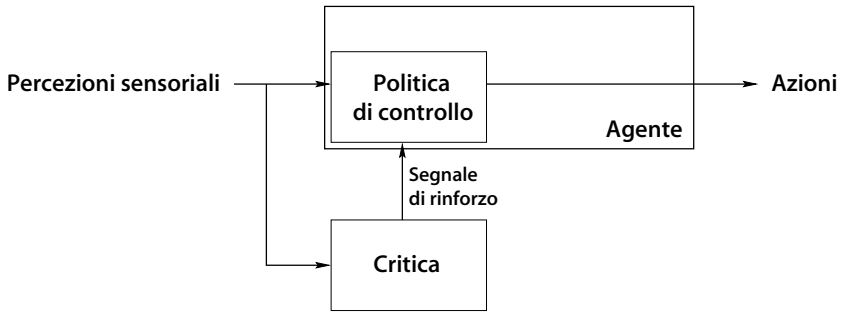 Percezioni sensoriali
Politica
di controllo
Azioni
Agente
Segnale
di rinforzo
Critica